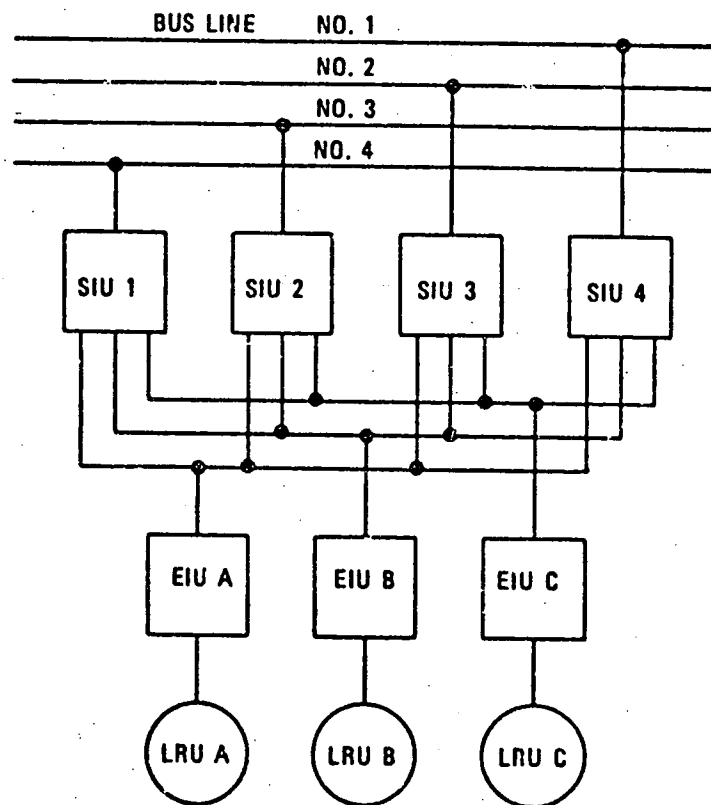 BUS LINE NO. 1
NO. 2
NO. 3
NO. 4
SIU 1 SIU 2 SIU 3 SIU 4
EIU A EIU B EIU C
LRU A LRU B LRU C